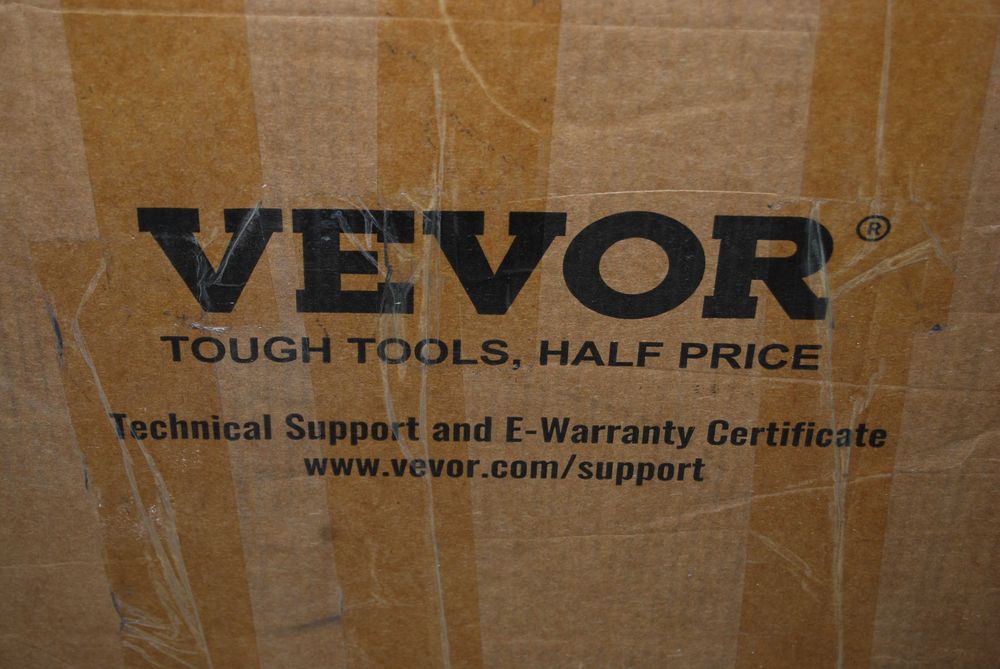 VEVOR®
TOUGH TOOLS, HALF PRICE
Technical Support and E-Warranty Certificate
www.vevor.com/support